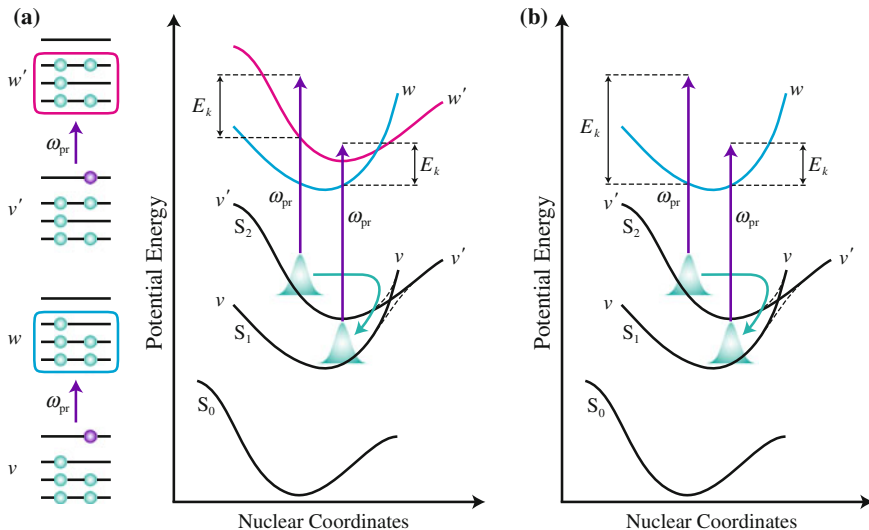 (a)
w′
ω_pr
v′
w
ω_pr
v
Potential Energy
E_k
w
w′
E_k
v′
ω_pr
S_2
ω_pr
v
v′
v
S_1
S_0
Nuclear Coordinates
(b)
Potential Energy
w
E_k
E_k
v′
ω_pr
S_2
ω_pr
v
v′
v
S_1
S_0
Nuclear Coordinates